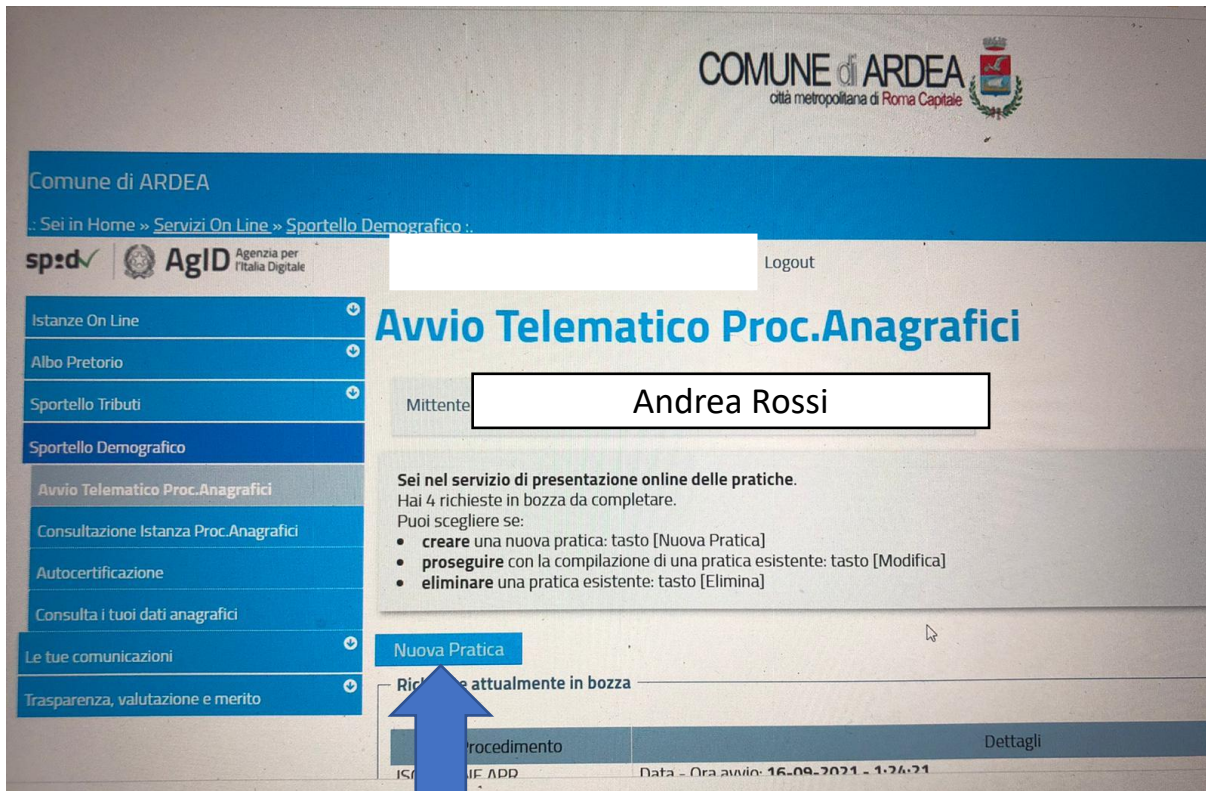 COMUNE di ARDEA
città metropolitana di Roma Capitale
Comune di ARDEA
.: Sei in Home » Servizi On Line » Sportello Demografico :.
sp:d
AgID Agenzia per
l'Italia Digitale
Logout
Istanze On Line
Albo Pretorio
Sportello Tributi
Sportello Demografico
Avvio Telematico Proc.Anagrafici
Consultazione Istanza Proc.Anagrafici
Autocertificazione
Consulta i tuoi dati anagrafici
Le tue comunicazioni
Trasparenza, valutazione e merito
Avvio Telematico Proc.Anagrafici
Mittente
Andrea Rossi
Sei nel servizio di presentazione online delle pratiche.
Hai 4 richieste in bozza da completare.
Puoi scegliere se:
• creare una nuova pratica: tasto [Nuova Pratica]
• proseguire con la compilazione di una pratica esistente: tasto [Modifica]
• eliminare una pratica esistente: tasto [Elimina]
Nuova Pratica
attualmente in bozza
Dettagli
Data - Ora avvio: 16-09-2021 - 1:24:21